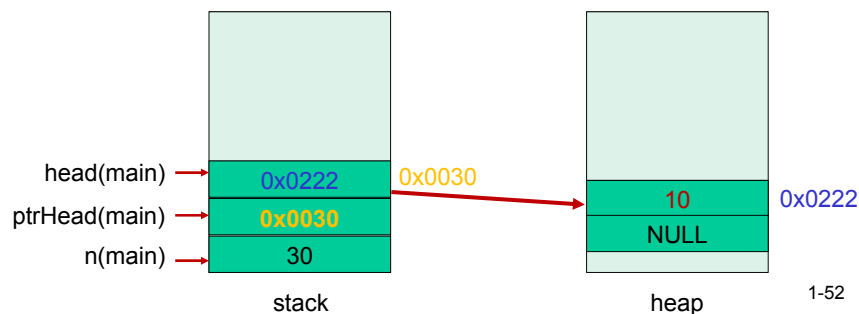 head(main) 0x0222 0x0030
10 0x0222
ptrHead(main) 0x0030
NULL
n(main) 30
stack heap 1-52